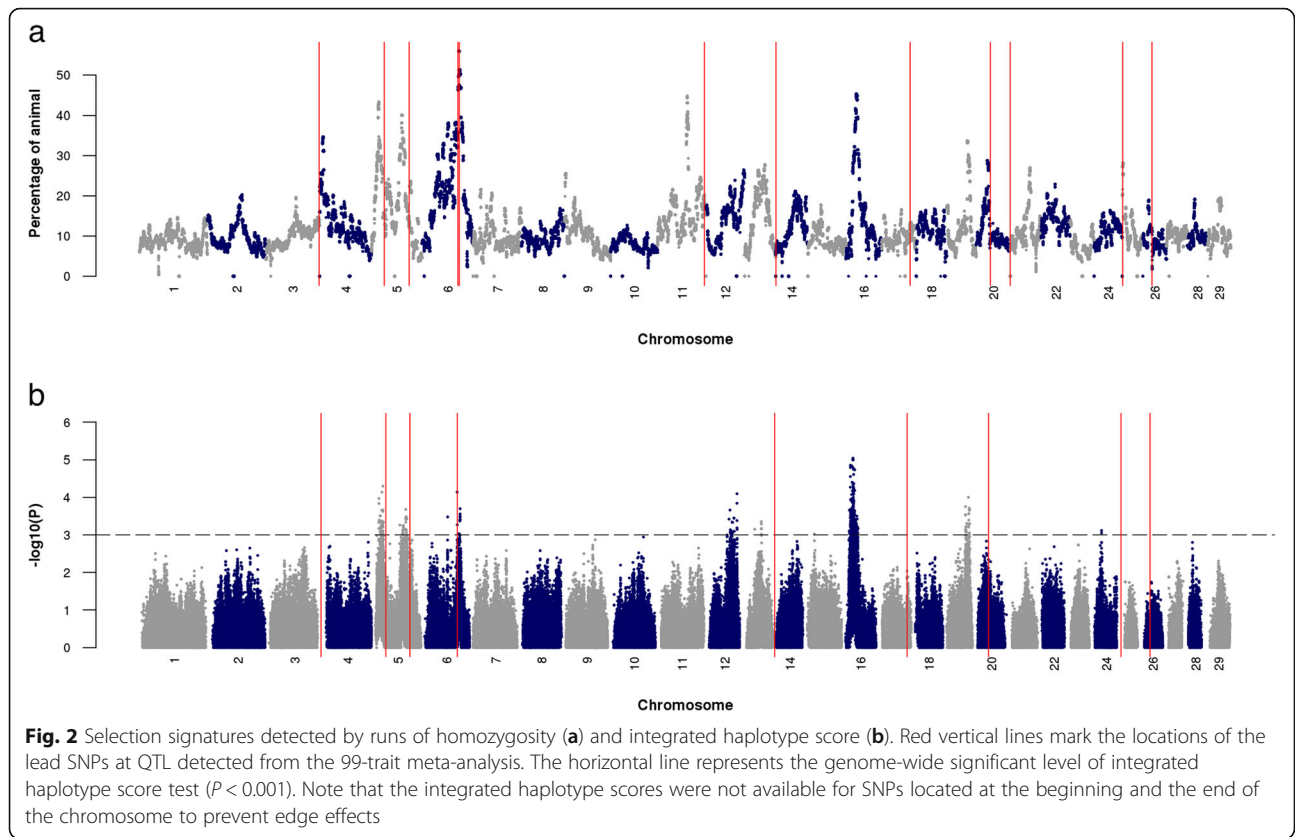 a
Percentage of animal
50
40
30
20
10
0
1 2 3 4 5 6 7 8 9 10 11 12 14 16 18 20 22 24 26 28 29
Chromosome
b
-log10(P)
6
5
4
3
2
1
0
1 2 3 4 5 6 7 8 9 10 11 12 14 16 18 20 22 24 26 28 29
Chromosome
Fig. 2 Selection signatures detected by runs of homozygosity (a) and integrated haplotype score (b). Red vertical lines mark the locations of the
lead SNPs at QTL detected from the 99-trait meta-analysis. The horizontal line represents the genome-wide significant level of integrated
haplotype score test (P < 0.001). Note that the integrated haplotype scores were not available for SNPs located at the beginning and the end of
the chromosome to prevent edge effects